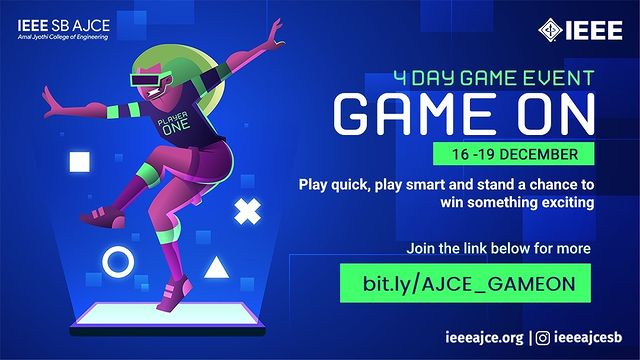 IEEE SB AJCE
Amal Jyothi College of Engineering
IEEE
4 DAY GAME EVENT
GAME ON
16 -19 DECEMBER
PLAYER
ONE
Play quick, play smart and stand a chance to
win something exciting
Join the link below for more
bit.ly/AJCE_GAMEON
ieeeajce.org | ieeeajcesb